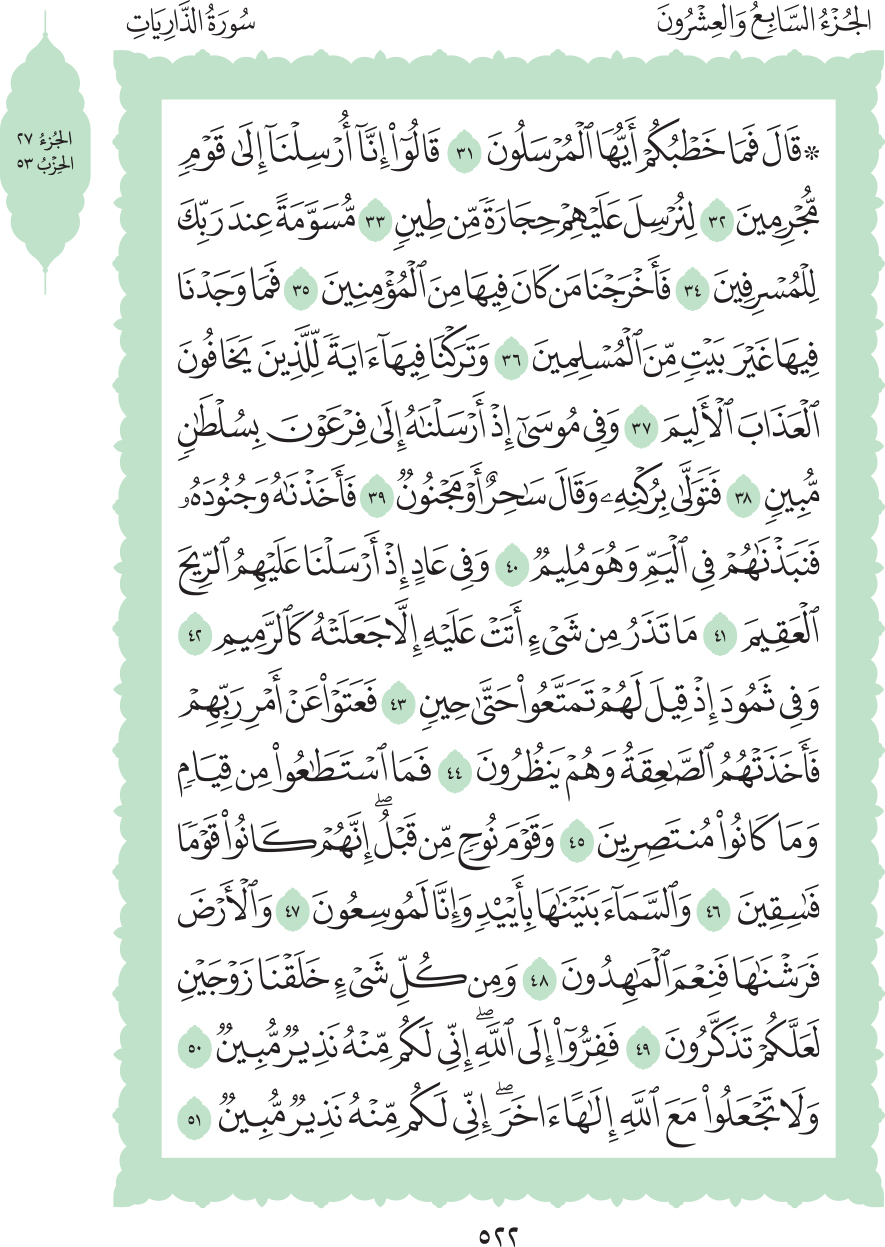 الجُزْءُ السَّابِعُ وَالعِشْرُونَ
سُورَةُ الذَّارِيَاتِ
الجُزءُ ٢٧
الحِزْبُ ٥٣
۞ قَالَ فَمَا خَطْبُكُمْ أَيُّهَا ٱلْمُرْسَلُونَ ٣١ قَالُوٓاْ إِنَّآ أُرْسِلْنَآ إِلَىٰ قَوْمٖ
مُّجْرِمِينَ ٣٢ لِنُرْسِلَ عَلَيْهِمْ حِجَارَةٗ مِّن طِينٖ ٣٣ مُّسَوَّمَةً عِندَ رَبِّكَ
لِلْمُسْرِفِينَ ٣٤ فَأَخْرَجْنَا مَن كَانَ فِيهَا مِنَ ٱلْمُؤْمِنِينَ ٣٥ فَمَا وَجَدْنَا
فِيهَا غَيْرَ بَيْتٖ مِّنَ ٱلْمُسْلِمِينَ ٣٦ وَتَرَكْنَا فِيهَآ ءَايَةٗ لِّلَّذِينَ يَخَافُونَ
ٱلْعَذَابَ ٱلْأَلِيمَ ٣٧ وَفِي مُوسَىٰٓ إِذْ أَرْسَلْنَٰهُ إِلَىٰ فِرْعَوْنَ بِسُلْطَٰنٖ
مُّبِينٖ ٣٨ فَتَوَلَّىٰ بِرُكْنِهِۦ وَقَالَ سَٰحِرٌ أَوْ مَجْنُونٞ ٣٩ فَأَخَذْنَٰهُ وَجُنُودَهُۥ
فَنَبَذْنَٰهُمْ فِي ٱلْيَمِّ وَهُوَ مُلِيمٞ ٤٠ وَفِي عَادٍ إِذْ أَرْسَلْنَا عَلَيْهِمُ ٱلرِّيحَ
ٱلْعَقِيمَ ٤١ مَا تَذَرُ مِن شَيْءٍ أَتَتْ عَلَيْهِ إِلَّا جَعَلَتْهُ كَٱلرَّمِيمِ ٤٢
وَفِي ثَمُودَ إِذْ قِيلَ لَهُمْ تَمَتَّعُواْ حَتَّىٰ حِينٖ ٤٣ فَعَتَوْاْ عَنْ أَمْرِ رَبِّهِمْ
فَأَخَذَتْهُمُ ٱلصَّٰعِقَةُ وَهُمْ يَنظُرُونَ ٤٤ فَمَا ٱسْتَطَٰعُواْ مِن قِيَامٖ
وَمَا كَانُواْ مُنتَصِرِينَ ٤٥ وَقَوْمَ نُوحٖ مِّن قَبْلُۖ إِنَّهُمْ كَانُواْ قَوْمٗا
فَٰسِقِينَ ٤٦ وَٱلسَّمَآءَ بَنَيْنَٰهَا بِأَيْيْدٖ وَإِنَّا لَمُوسِعُونَ ٤٧ وَٱلْأَرْضَ
فَرَشْنَٰهَا فَنِعْمَ ٱلْمَٰهِدُونَ ٤٨ وَمِن كُلِّ شَيْءٍ خَلَقْنَا زَوْجَيْنِ
لَعَلَّكُمْ تَذَكَّرُونَ ٤٩ فَفِرُّوٓاْ إِلَى ٱللَّهِۖ إِنِّي لَكُم مِّنْهُ نَذِيرٞ مُّبِينٞ ٥٠
وَلَا تَجْعَلُواْ مَعَ ٱللَّهِ إِلَٰهًا ءَاخَرَۖ إِنِّي لَكُم مِّنْهُ نَذِيرٞ مُّبِينٞ ٥١
٥٢٢